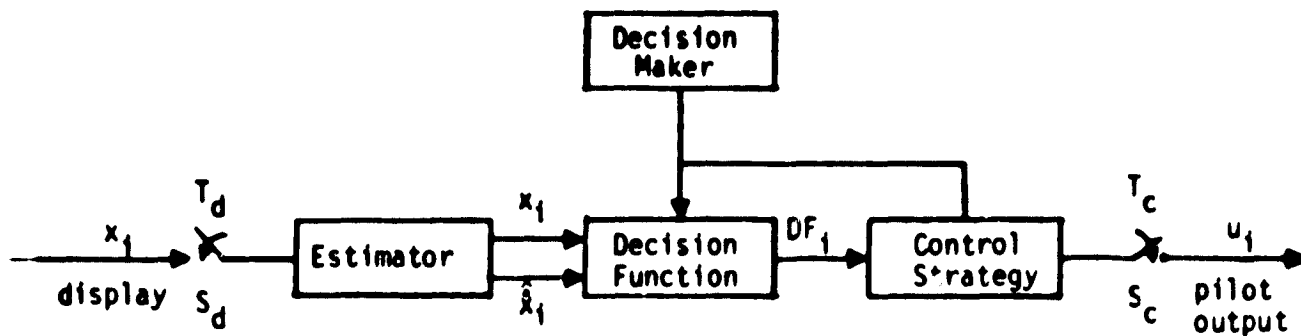 Decision
Maker
T_d
x_i
display
S_d
Estimator
x_i
x̂̇_i
Decision
Function
DF_i
Control
Strategy
T_c
S_c
u_i
pilot
output